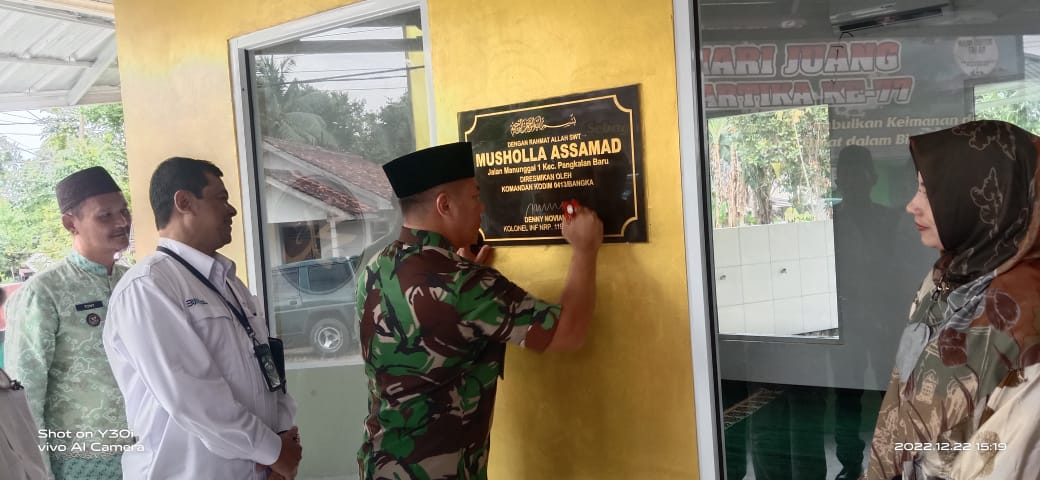 DENGAN RAHMAT ALLAH SWT
MUSHOLLA ASSAMAD
Jalan Manunggal 1 Kec. Pangkalan Baru
DIRESMIKAN OLEH
KOMANDAN KODIM 0413/BANGKA
DENNY NOVIAN
KOLONEL INF NRP. 119
HARI JUANG
KARTIKA KE-77
TONY
Shot on Y30i
vivo AI Camera
2022.12.22 15:19